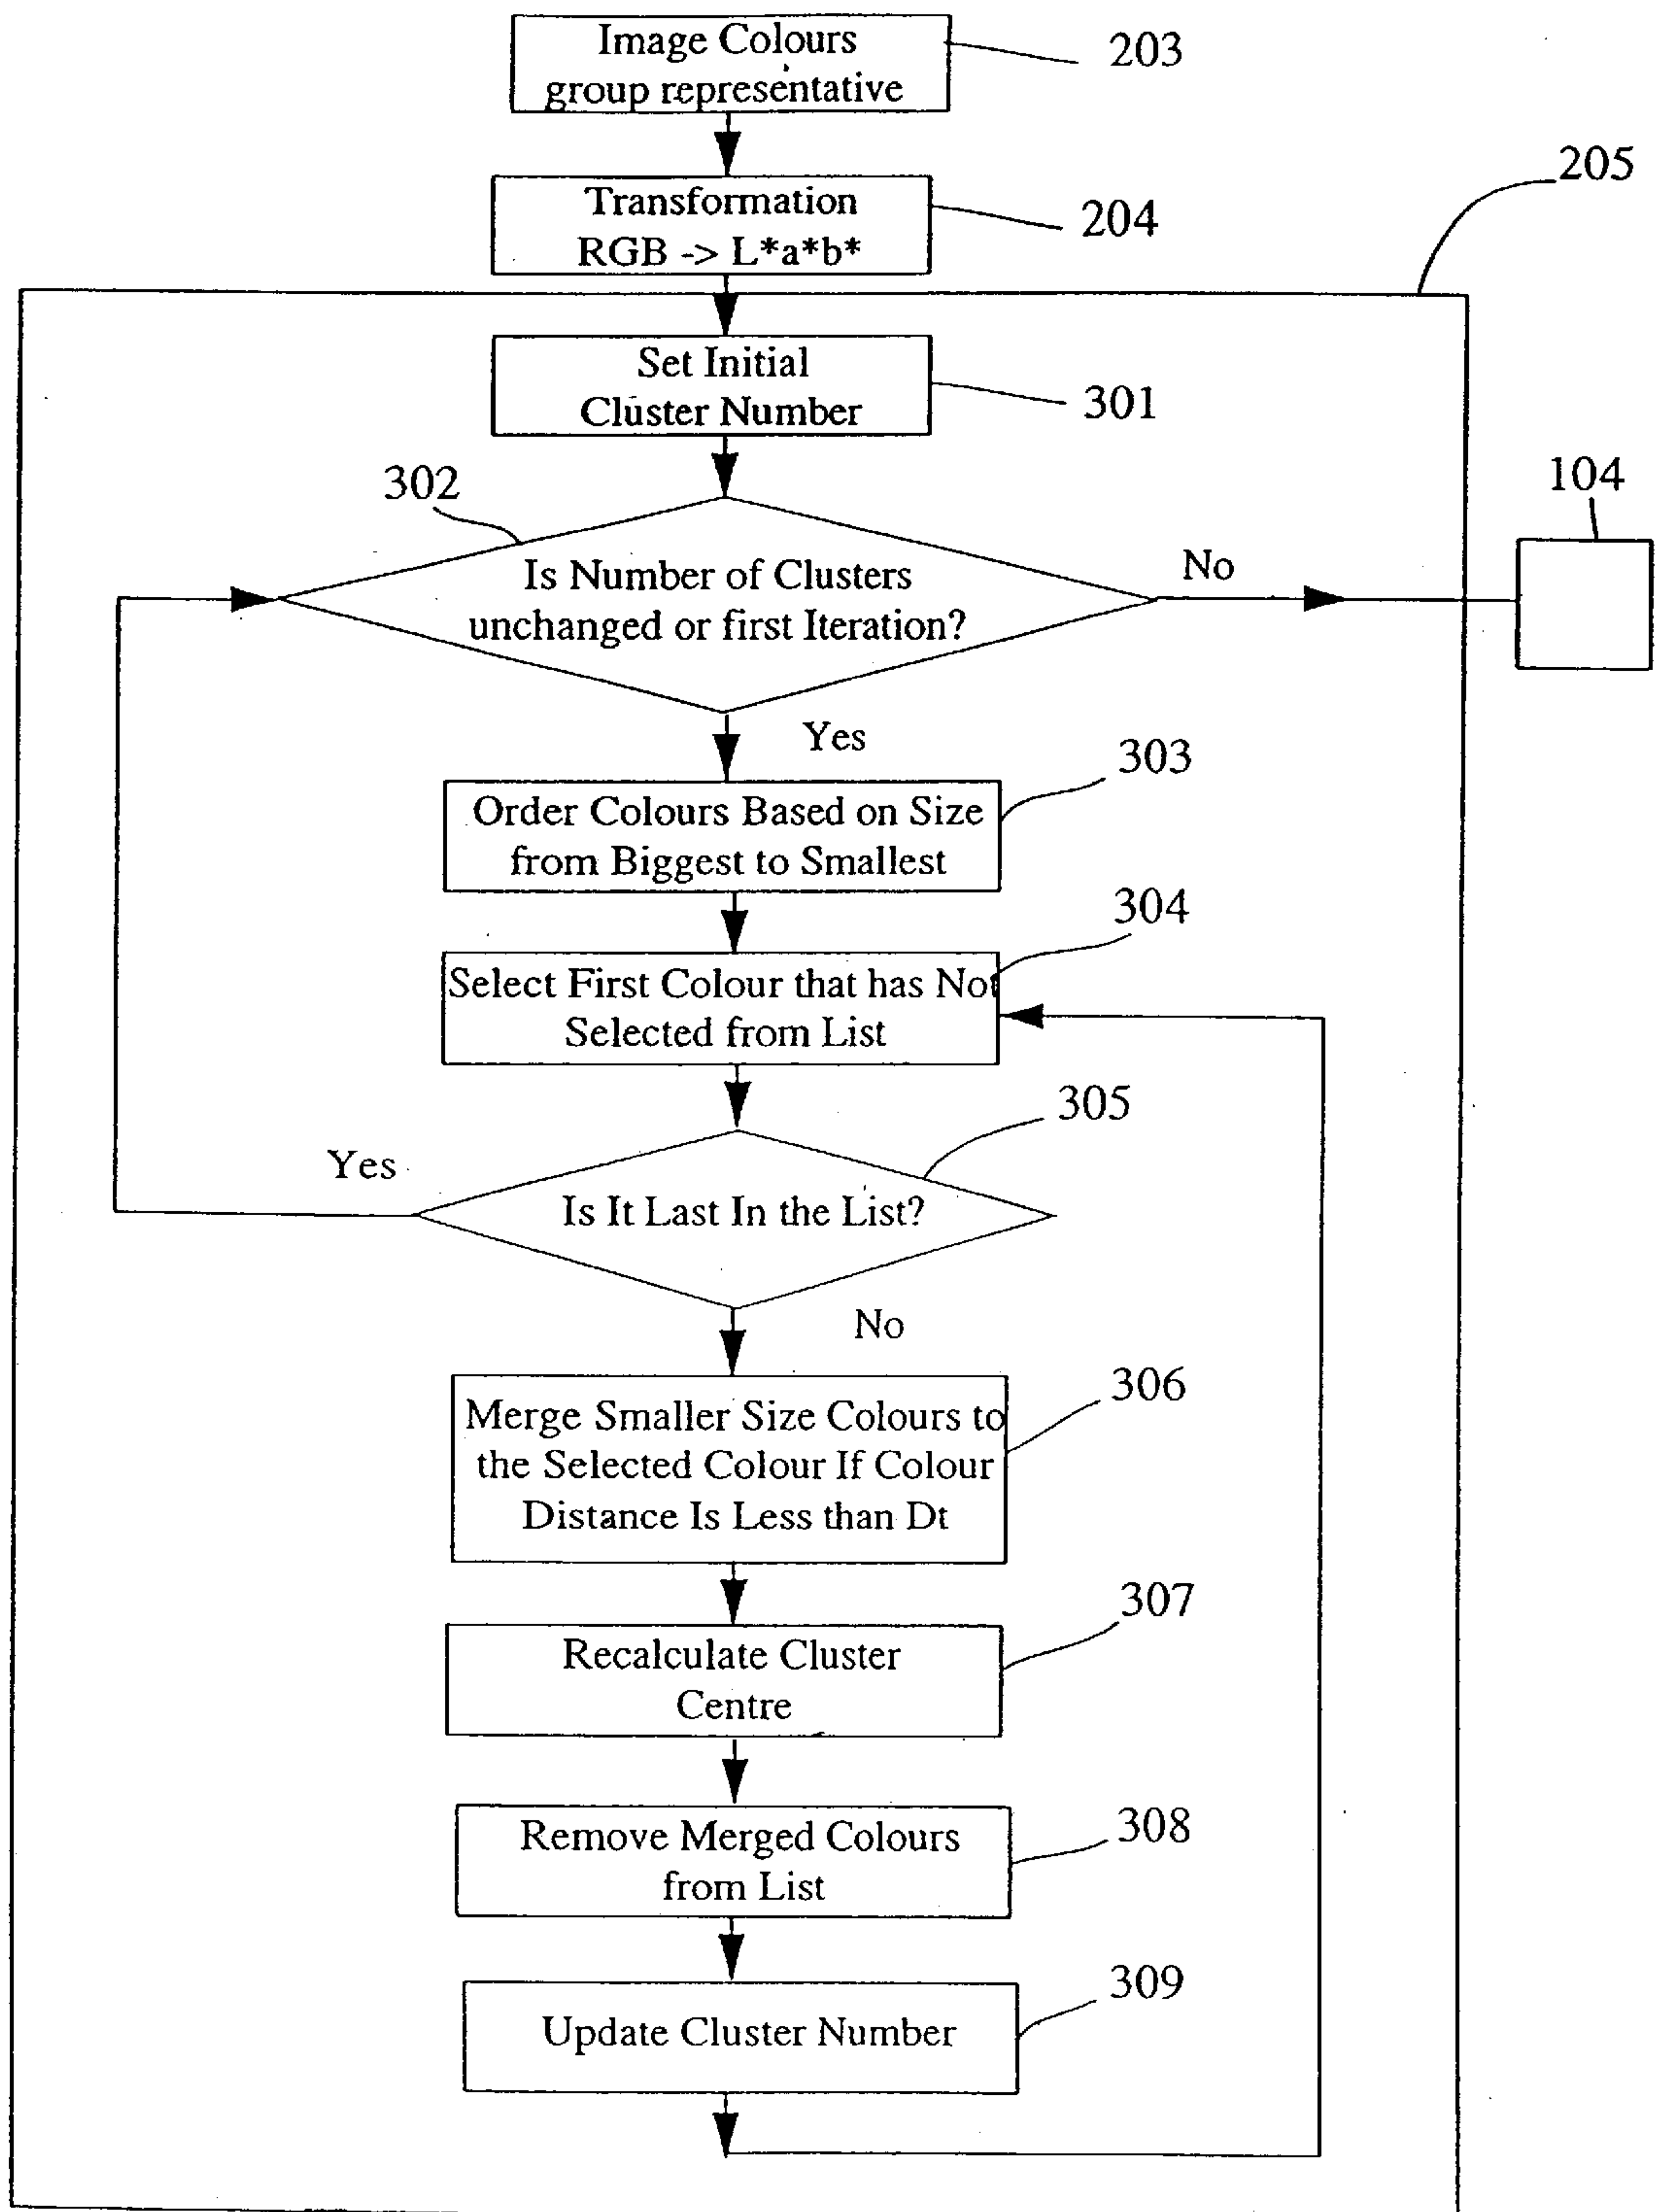 Image Colours
group representative
203
Transformation
RGB -> L*a*b*
204
205
Set Initial
Cluster Number
301
302
Is Number of Clusters
unchanged or first Iteration?
No
104
Yes
303
Order Colours Based on Size
from Biggest to Smallest
304
Select First Colour that has Not
Selected from List
305
Yes
Is It Last In the List?
No
306
Merge Smaller Size Colours to
the Selected Colour If Colour
Distance Is Less than Dt
307
Recalculate Cluster
Centre
308
Remove Merged Colours
from List
309
Update Cluster Number